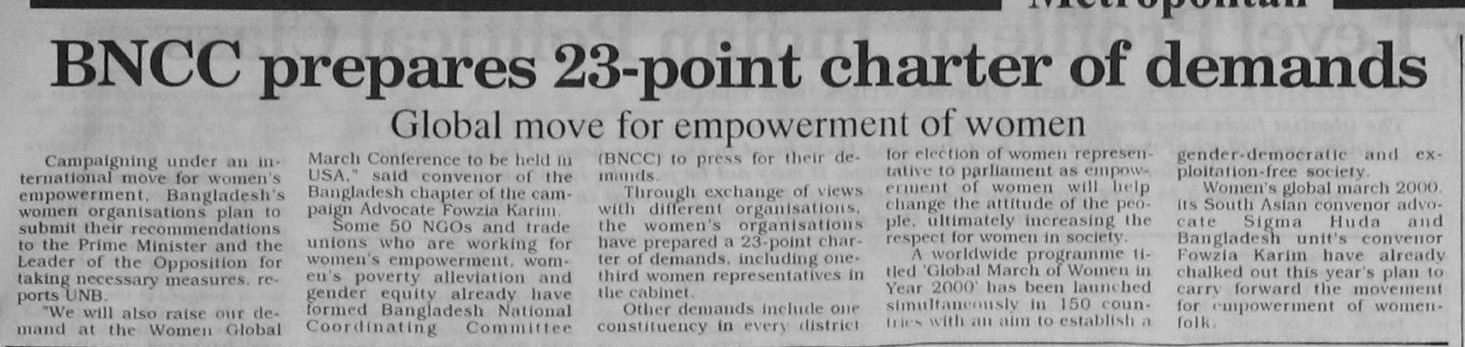 Metropolitan
BNCC prepares 23-point charter of demands
Global move for empowerment of women
Campaigning under an in-
ternational move for women's
empowerment, Bangladesh's
women organisations plan to
submit their recommendations
to the Prime Minister and the
Leader of the Opposition for
taking necessary measures, re-
ports UNB.
"We will also raise our de-
mand at the Women Global
March Conference to be held in
USA," said convenor of the
Bangladesh chapter of the cam-
paign Advocate Fowzia Karim.
Some 50 NGOs and trade
unions who are working for
women's empowerment, wom-
en's poverty alleviation and
gender equity already have
formed Bangladesh National
Coordinating Committee
(BNCC) to press for their de-
mands.
Through exchange of views
with different organisations,
the women's organisations
have prepared a 23-point char-
ter of demands, including one-
third women representatives in
the cabinet.
Other demands include one
constituency in every district
for election of women represen-
tative to parliament as empow-
erment of women will help
change the attitude of the peo-
ple, ultimately increasing the
respect for women in society.
A worldwide programme ti-
tled 'Global March of Women in
Year 2000' has been launched
simultaneously in 150 coun-
tries with an aim to establish a
gender-democratic and ex-
ploitation-free society.
Women's global march 2000,
its South Asian convenor advo-
cate Sigma Huda and
Bangladesh unit's convenor
Fowzia Karim have already
chalked out this year's plan to
carry forward the movement
for empowerment of women-
folk.